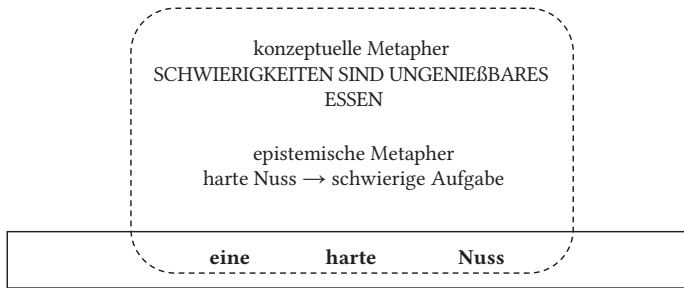 konzeptuelle Metapher
SCHWIERIGKEITEN SIND UNGENIEßBARES
ESSEN
epistemische Metapher
harte Nuss → schwierige Aufgabe
eine harte Nuss